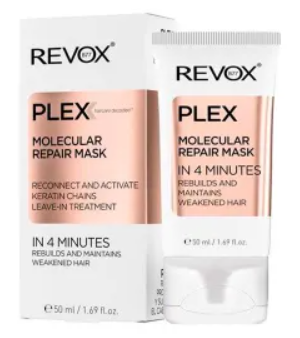 REVOX®
B77
PLEX
MOLECULAR
REPAIR MASK
RECONNECT AND ACTIVATE
KERATIN CHAINS
LEAVE-IN TREATMENT
IN 4 MINUTES
REBUILDS AND MAINTAINS
WEAKENED HAIR
℮ 50 ml / 1.69 fl oz.
REVOX®
B77
PLEX
MOLECULAR
REPAIR MASK
IN 4 MINUTES
REBUILDS AND
MAINTAINS
WEAKENED HAIR
℮ 50 ml / 1.69 fl oz.